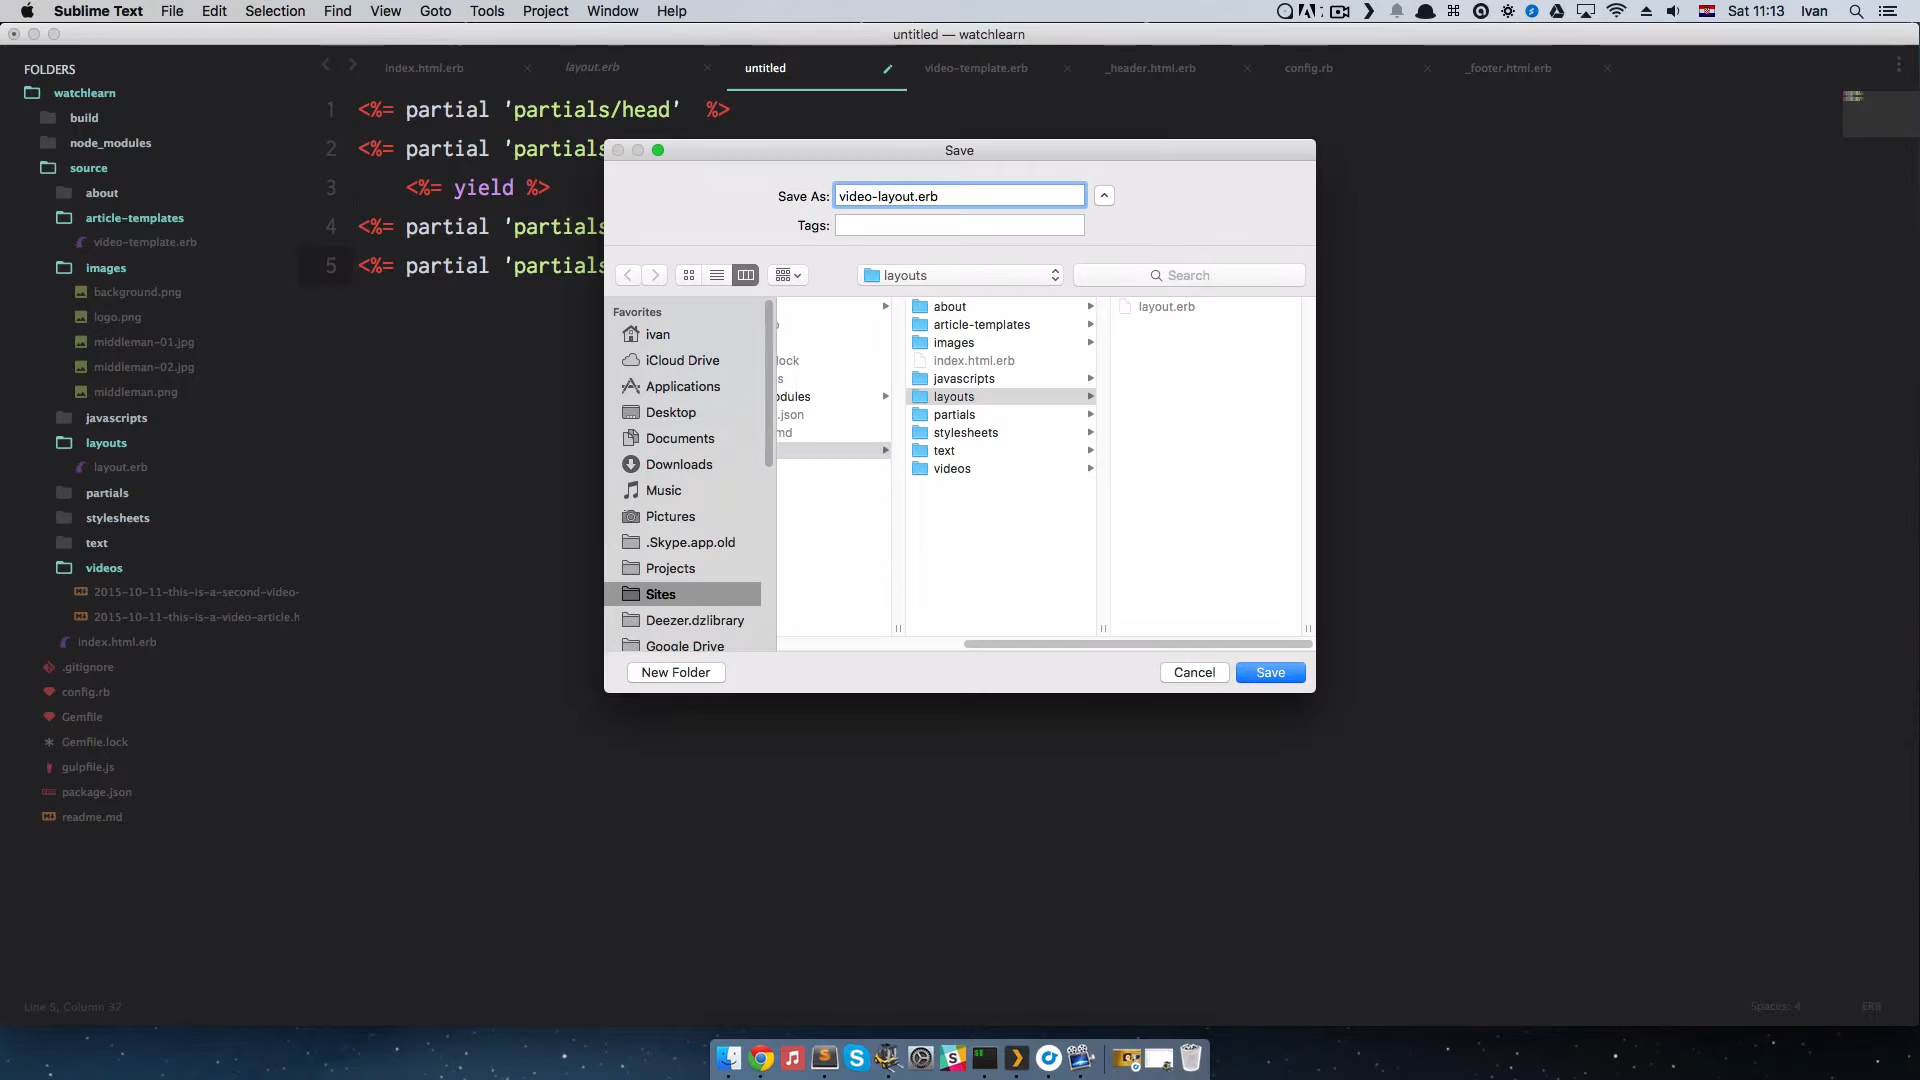 Sublime Text File Edit Selection Find View Goto Tools Project Window Help Sat 11:13 Ivan
untitled — watchlearn
FOLDERS
watchlearn
build
node_modules
source
about
article-templates
video-template.erb
images
background.png
logo.png
middleman-01.jpg
middleman-02.jpg
middleman.png
javascripts
layouts
layout.erb
partials
stylesheets
text
videos
2015-10-11-this-is-a-second-video-
2015-10-11-this-is-a-video-article.h
index.html.erb
.gitignore
config.rb
Gemfile
Gemfile.lock
gulpfile.js
package.json
readme.md
index.html.erb layout.erb untitled video-template.erb _header.html.erb config.rb _footer.html.erb
1 <%= partial 'partials/head' %>
2 <%= partial 'partials
3 <%= yield %>
4 <%= partial 'partials
5 <%= partial 'partials
Save
Save As: video-layout.erb
Tags:
layouts
Search
Favorites
ivan
iCloud Drive
Applications
Desktop
Documents
Downloads
Music
Pictures
.Skype.app.old
Projects
Sites
Deezer.dzlibrary
Google Drive
lock
s
odules
.json
md
about
article-templates
images
index.html.erb
javascripts
layouts
partials
stylesheets
text
videos
layout.erb
New Folder Cancel Save
Line 5, Column 32 Spaces: 4 ERB